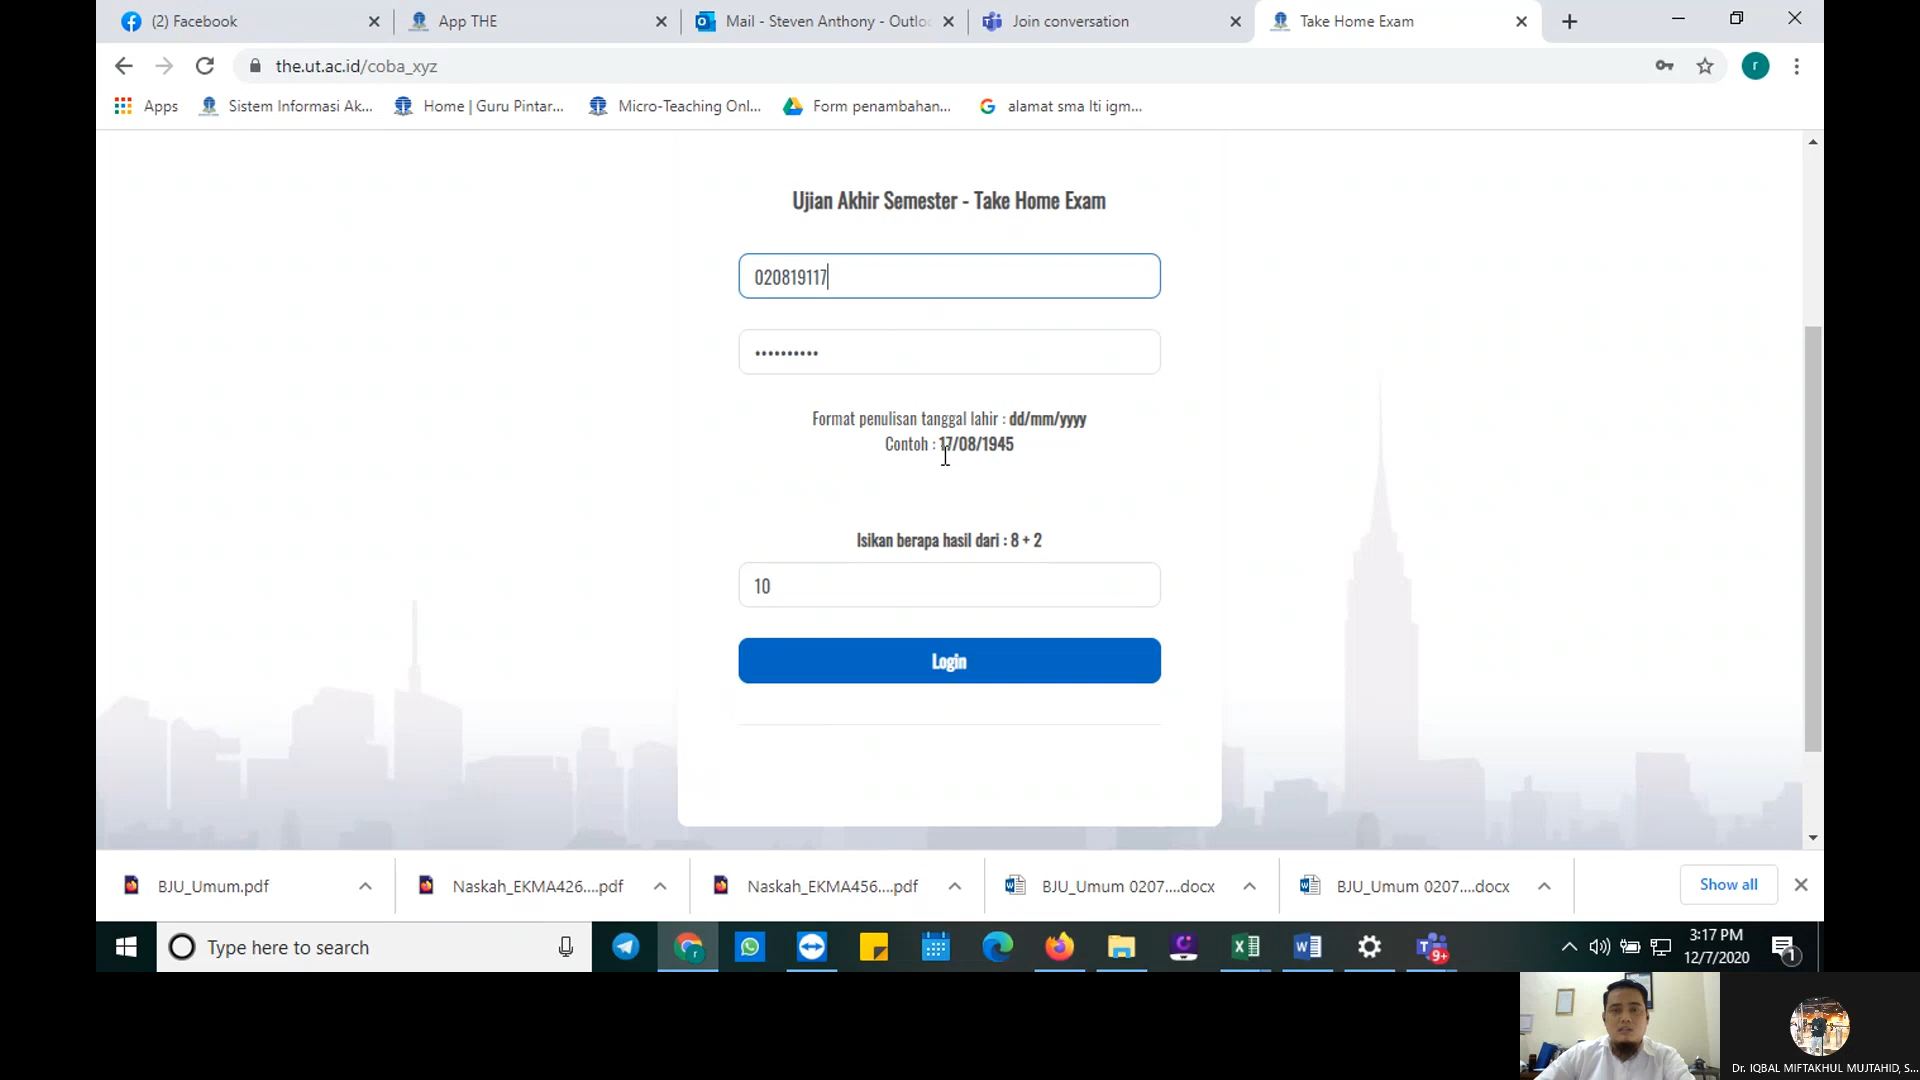 (2) Facebook
App THE
Mail - Steven Anthony - Outlo
Join conversation
Take Home Exam
the.ut.ac.id/coba_xyz
r
Apps
Sistem Informasi Ak...
Home | Guru Pintar...
Micro-Teaching Onl...
Form penambahan...
alamat sma lti igm...
Ujian Akhir Semester - Take Home Exam
020819117
••••••••••
Format penulisan tanggal lahir : dd/mm/yyyy
Contoh : 17/08/1945
Isikan berapa hasil dari : 8 + 2
10
Login
BJU_Umum.pdf
Naskah_EKMA426....pdf
Naskah_EKMA456....pdf
BJU_Umum 0207....docx
BJU_Umum 0207....docx
Show all
Type here to search
9+
3:17 PM
12/7/2020
1
Dr. IQBAL MIFTAKHUL MUJTAHID, S...